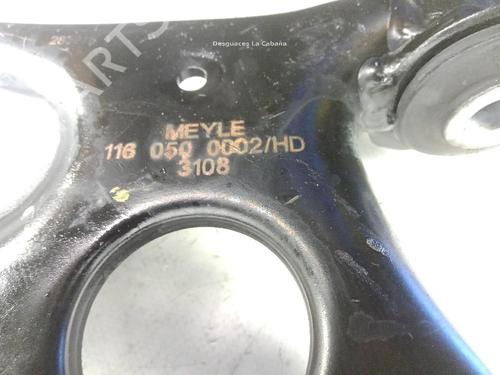 Desguaces La Cabaña
MEYLE
116 050 0002/HD
3108